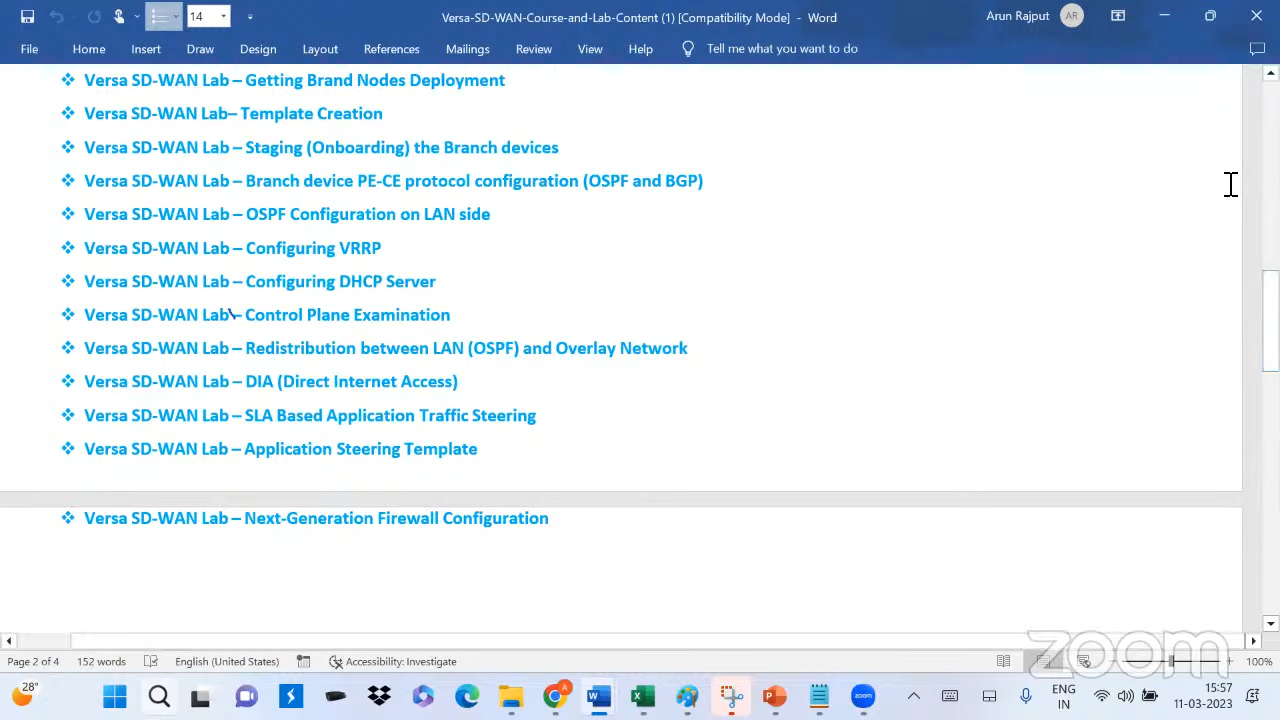 14
Versa-SD-WAN-Course-and-Lab-Content (1) [Compatibility Mode] - Word
Arun Rajput AR
File Home Insert Draw Design Layout References Mailings Review View Help Tell me what you want to do
❖ Versa SD-WAN Lab – Getting Brand Nodes Deployment
❖ Versa SD-WAN Lab– Template Creation
❖ Versa SD-WAN Lab – Staging (Onboarding) the Branch devices
❖ Versa SD-WAN Lab – Branch device PE-CE protocol configuration (OSPF and BGP)
❖ Versa SD-WAN Lab – OSPF Configuration on LAN side
❖ Versa SD-WAN Lab – Configuring VRRP
❖ Versa SD-WAN Lab – Configuring DHCP Server
❖ Versa SD-WAN Lab – Control Plane Examination
❖ Versa SD-WAN Lab – Redistribution between LAN (OSPF) and Overlay Network
❖ Versa SD-WAN Lab – DIA (Direct Internet Access)
❖ Versa SD-WAN Lab – SLA Based Application Traffic Steering
❖ Versa SD-WAN Lab – Application Steering Template
❖ Versa SD-WAN Lab – Next-Generation Firewall Configuration
zoom
Page 2 of 4 152 words English (United States) Accessibility: Investigate 100%
28°
A
zoom
ENG
IN
15:57
11-03-2023